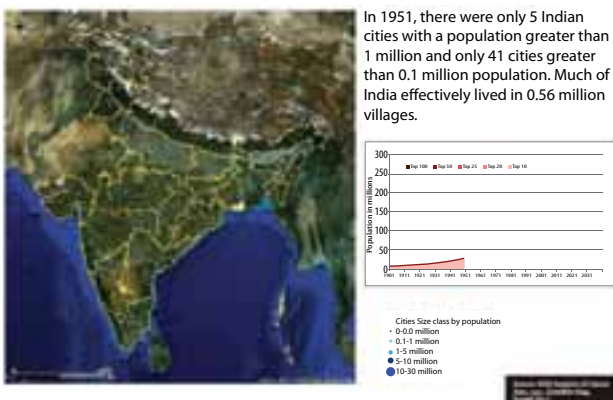 In 1951, there were only 5 Indian
cities with a population greater than
1 million and only 41 cities greater
than 0.1 million population. Much of
India effectively lived in 0.56 million
villages.
Population in millions
300
250
200
150
100
50
0
Top 100 Top 50 Top 25 Top 20 Top 10
1901 1911 1921 1931 1941 1951 1961 1971 1981 1991 2001 2011 2021 2031
Cities Size class by population
0-0.0 million
0.1-1 million
1-5 million
5-10 million
10-30 million